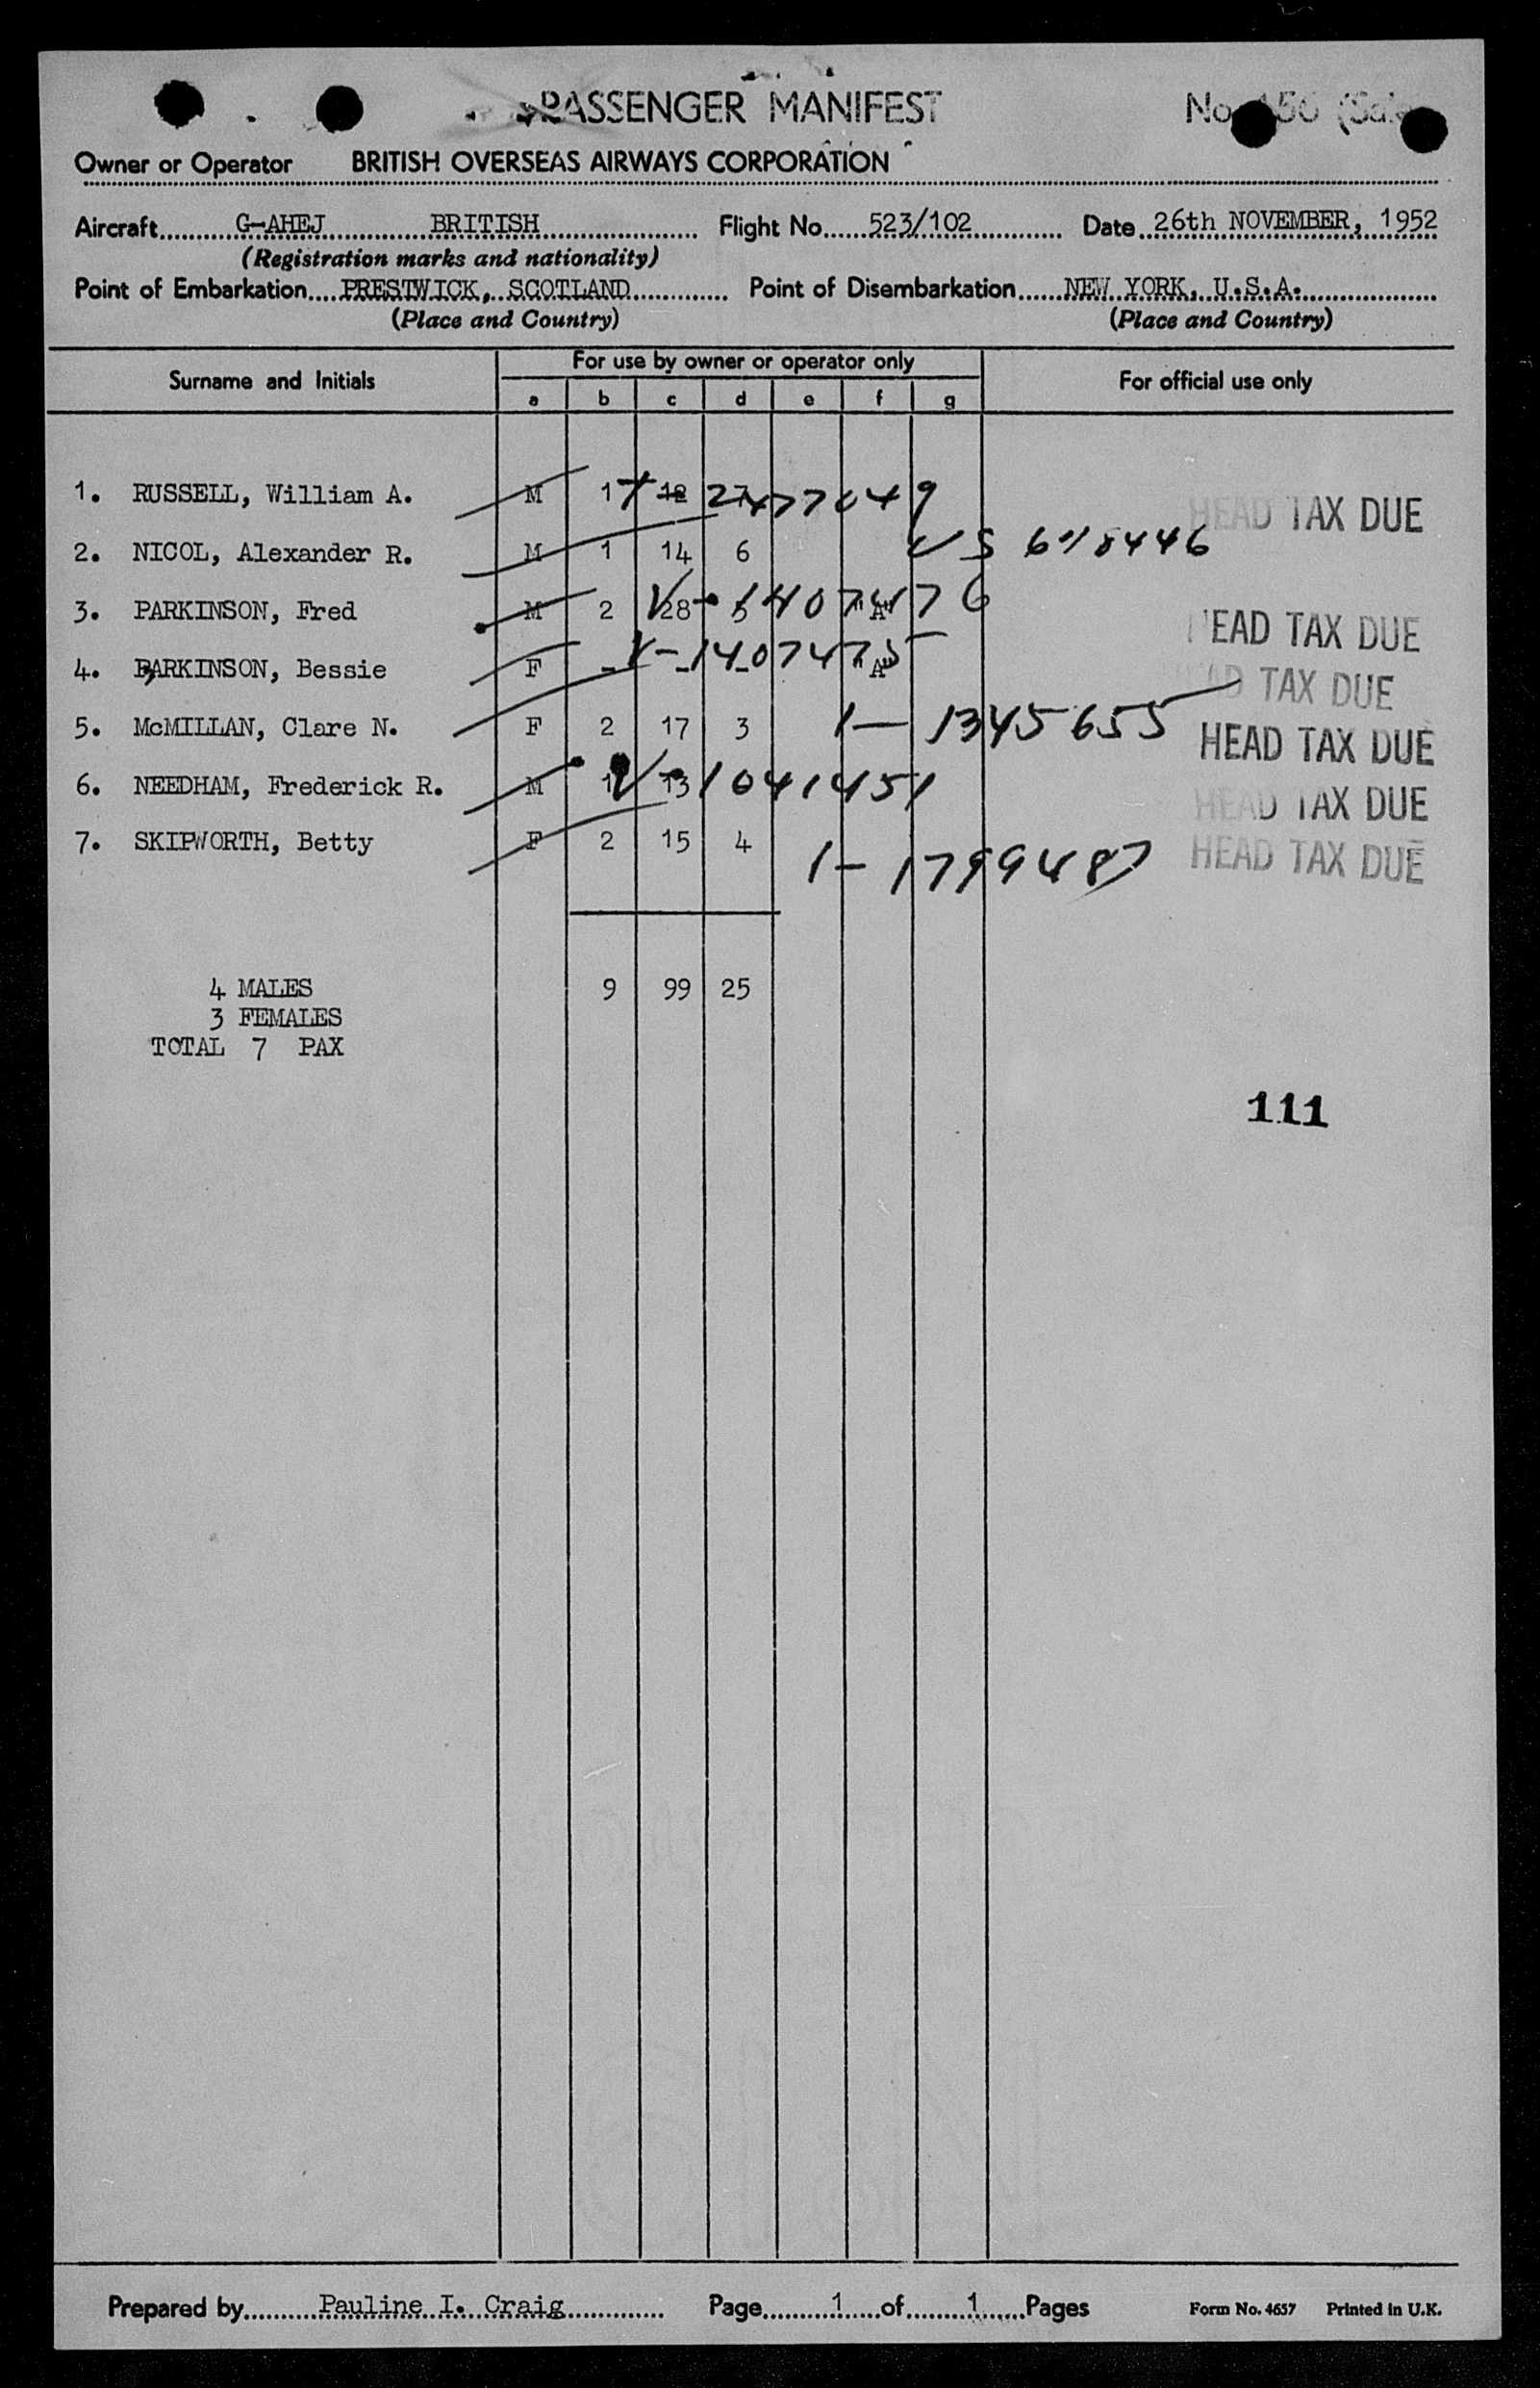 PASSENGER MANIFEST
Owner or Operator BRITISH OVERSEAS AIRWAYS CORPORATION
Aircraft G-AHEJ BRITISH Flight No. 523/102 Date 26th NOVEMBER, 1952
(Registration marks and nationality)
Point of Embarkation PRESTWICK, SCOTLAND Point of Disembarkation NEW YORK, U.S.A.
(Place and Country) (Place and Country)
For use by owner or operator only
Surname and Initials For official use only
a b c d e f g
1. RUSSELL, William A. M 1 18 7 HEAD TAX DUE
2. NICOL, Alexander R. M 1 14 6
3. PARKINSON, Fred M 2 28 5 "A" 1407476 HEAD TAX DUE
4. PARKINSON, Bessie F - - - "A" V-1407475 HEAD TAX DUE
5. McMILLAN, Clare N. F 2 17 3 1-1345655 HEAD TAX DUE
6. NEEDHAM, Frederick R. M 1 13 1041451 HEAD TAX DUE
7. SKIPWORTH, Betty F 2 15 4 1-1799487 HEAD TAX DUE
4 MALES 9 99 25
3 FEMALES
TOTAL 7 PAX
111
Prepared by Pauline I. Craig Page 1 of 1 Pages Form No. 4657 Printed in U.K.